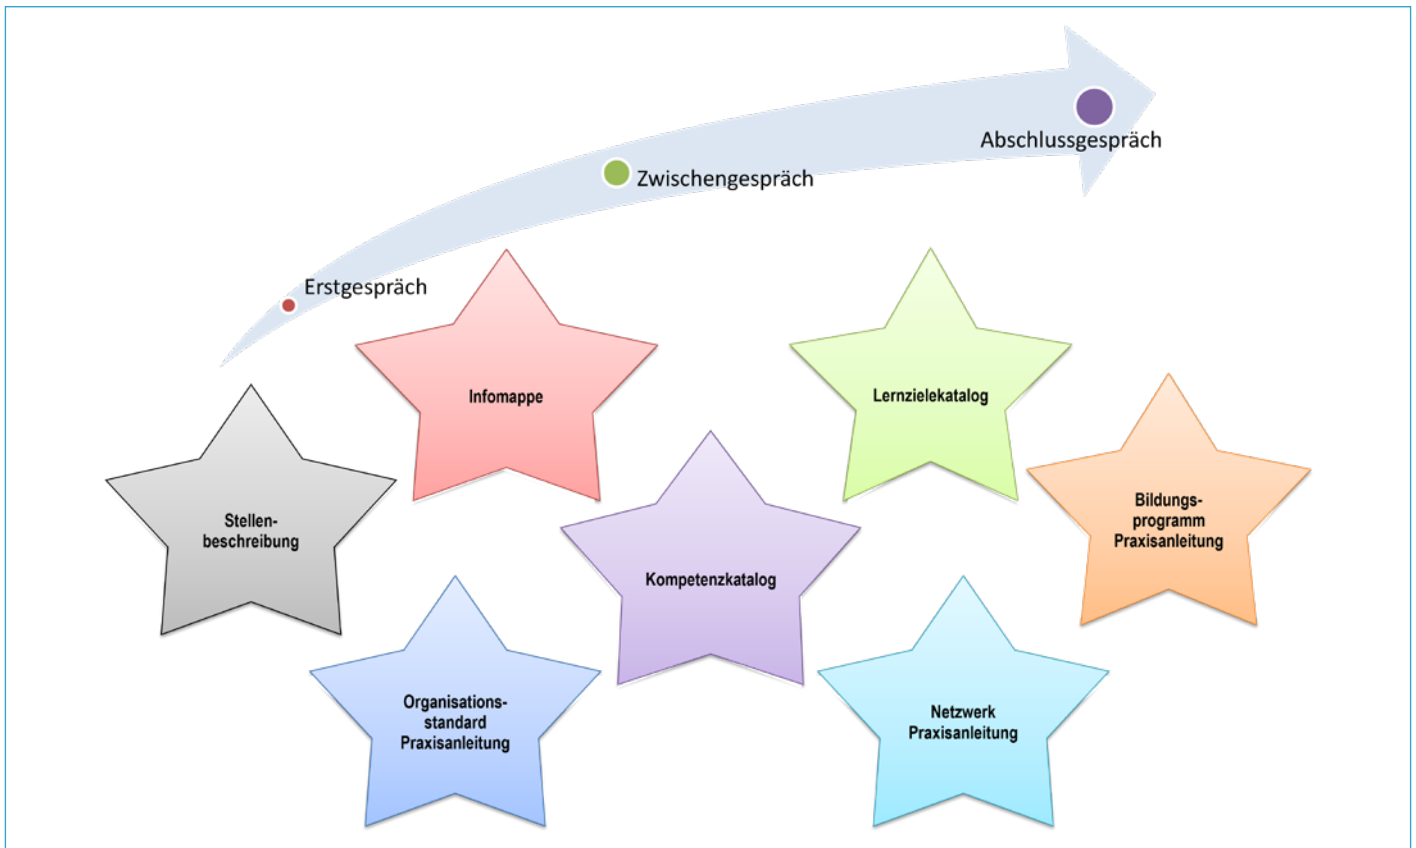 Abschlussgespräch
Zwischengespräch
Erstgespräch
Infomappe
Lernzielekatalog
Stellen-
beschreibung
Bildungs-
programm
Praxisanleitung
Kompetenzkatalog
Organisations-
standard
Praxisanleitung
Netzwerk
Praxisanleitung